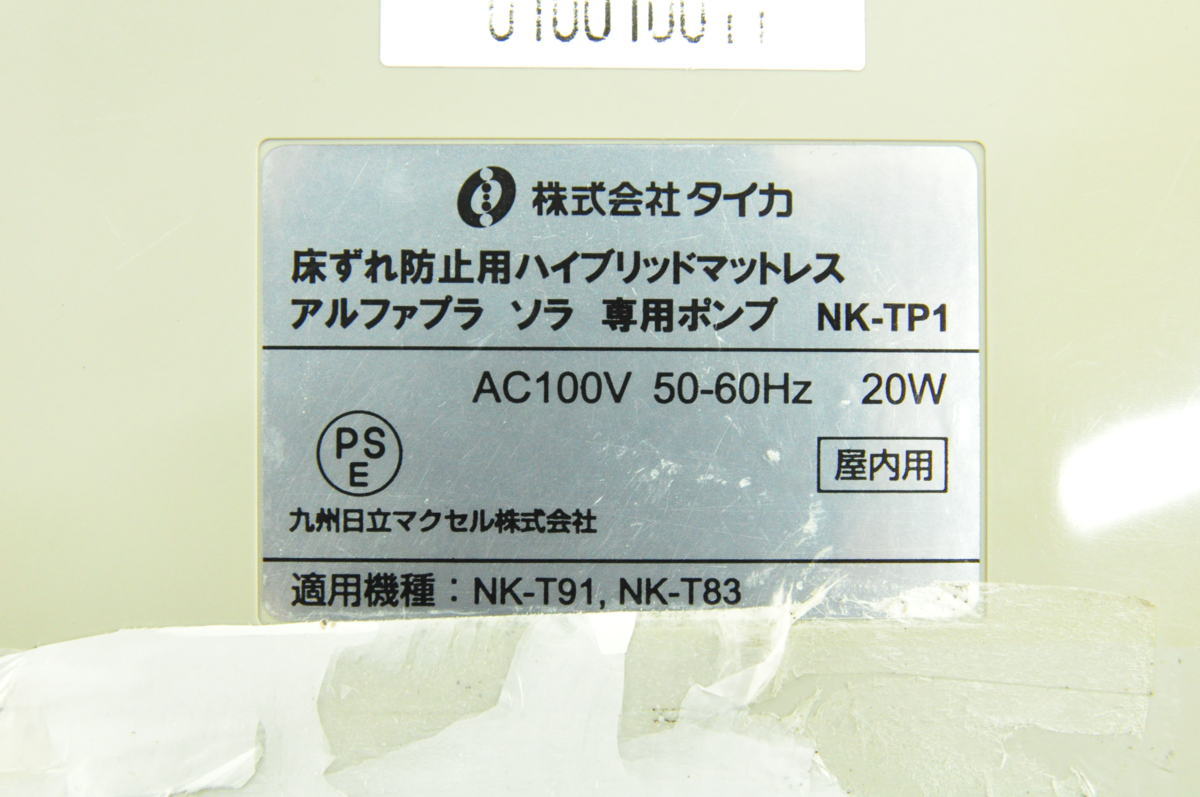 株式会社タイカ
床ずれ防止用ハイブリッドマットレス
アルファプラ ソラ 専用ポンプ NK-TP1
AC100V 50-60Hz 20W
PS
E
屋内用
九州日立マクセル株式会社
適用機種：NK-T91, NK-T83